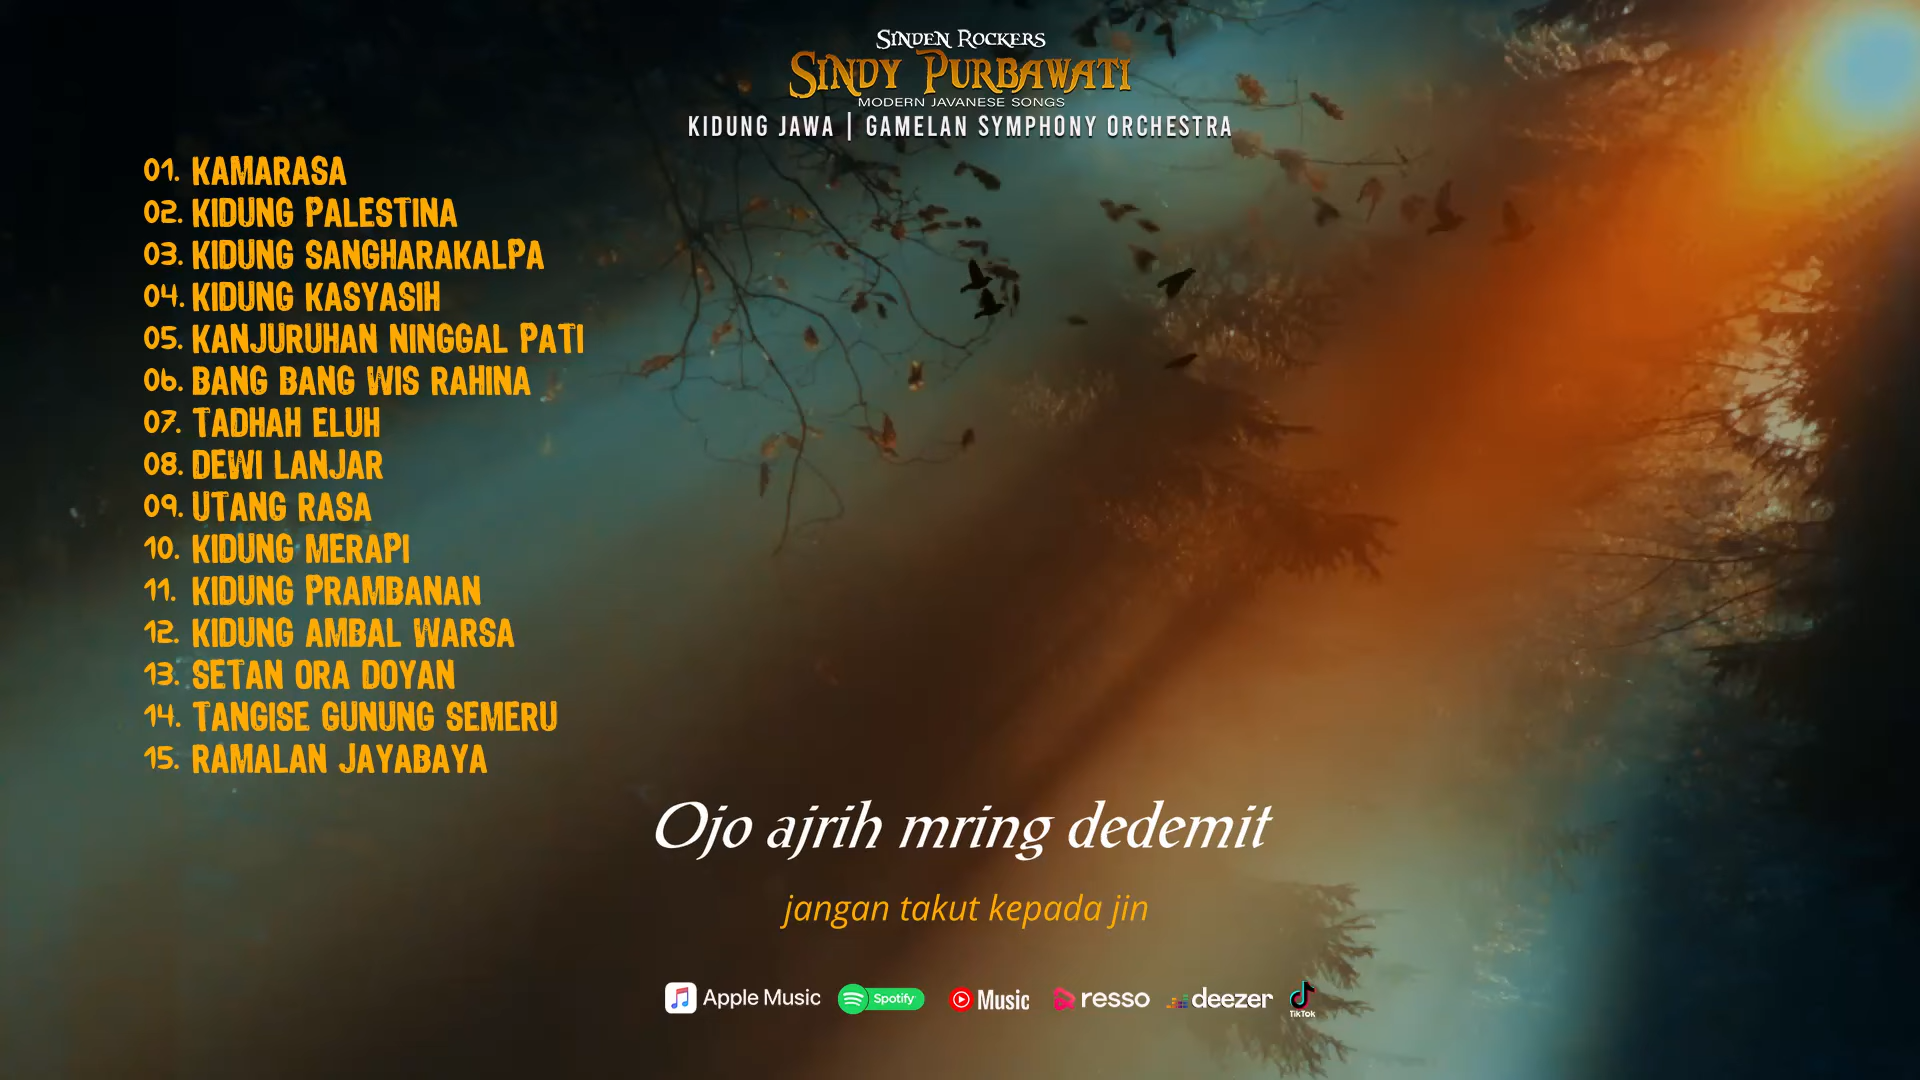 SINDEN ROCKERS
SINDY PURBAWATI
MODERN JAVANESE SONGS
KIDUNG JAWA | GAMELAN SYMPHONY ORCHESTRA
01. KAMARASA
02. KIDUNG PALESTINA
03. KIDUNG SANGHARAKALPA
04. KIDUNG KASYASIH
05. KANJURUHAN NINGGAL PATI
06. BANG BANG WIS RAHINA
07. TADHAH ELUH
08. DEWI LANJAR
09. UTANG RASA
10. KIDUNG MERAPI
11. KIDUNG PRAMBANAN
12. KIDUNG AMBAL WARSA
13. SETAN ORA DOYAN
14. TANGISE GUNUNG SEMERU
15. RAMALAN JAYABAYA
Ojo ajrih mring dedemit
jangan takut kepada jin
Apple Music Spotify Music resso deezer TikTok